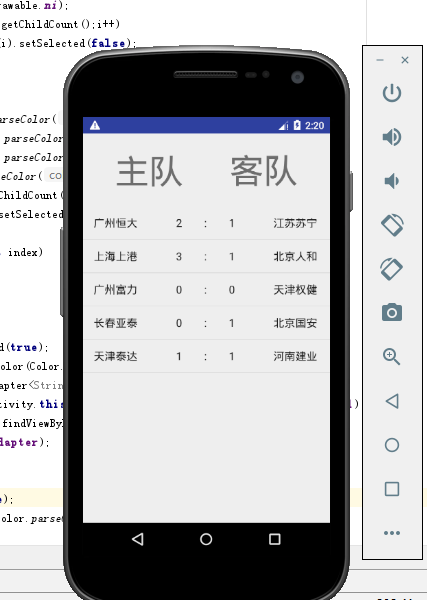 rawable.mi);
getChildCount();i++)
(i).setSelected(false);
2:20
主队 客队
广州恒大 2 : 1 江苏苏宁
上海上港 3 : 1 北京人和
广州富力 0 : 0 天津权健
长春亚泰 0 : 1 北京国安
天津泰达 1 : 1 河南建业
parseColor(
parseColor
parseColor
eColor( co
ChildCount(
setSelected
index)
d(true);
olor(Color.
apter<Strin
tivity.this )
findViewBy
dapter);
);
olor.parse